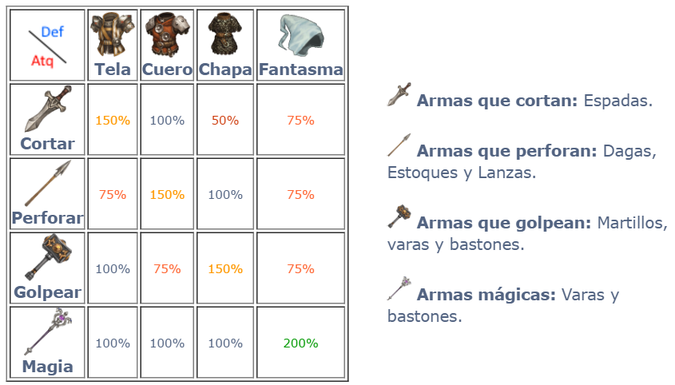 Def
Atq
Tela Cuero Chapa Fantasma
Cortar 150% 100% 50% 75%
Perforar 75% 150% 100% 75%
Golpear 100% 75% 150% 75%
Magia 100% 100% 100% 200%
Armas que cortan: Espadas.
Armas que perforan: Dagas,
Estoques y Lanzas.
Armas que golpean: Martillos,
varas y bastones.
Armas mágicas: Varas y
bastones.